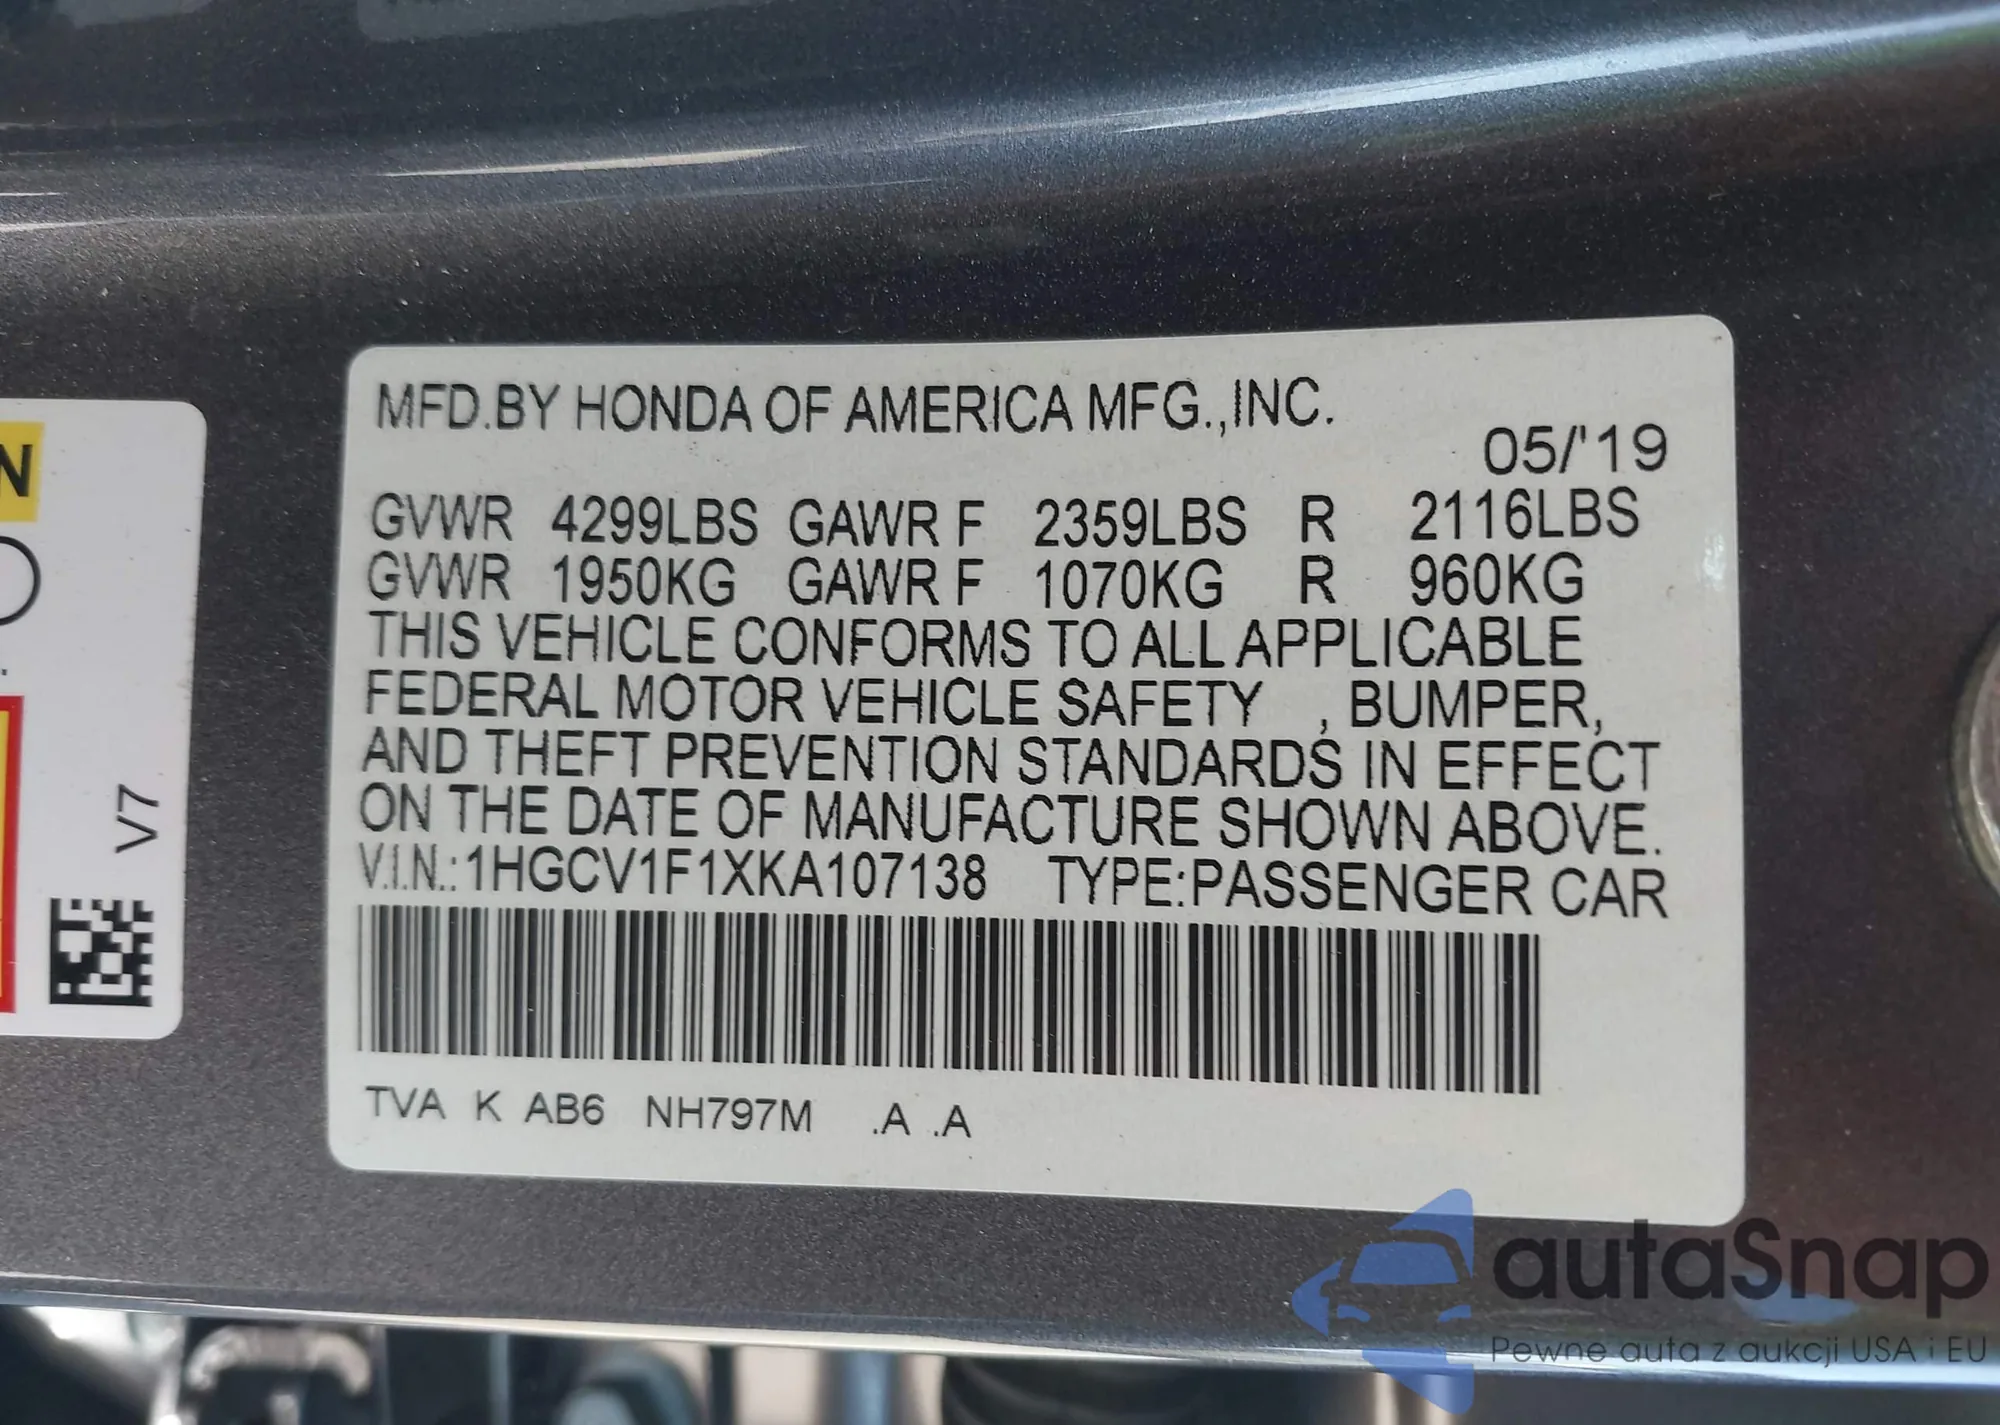 MFD.BY HONDA OF AMERICA MFG.,INC.
05/'19
GVWR 4299LBS GAWR F 2359LBS R 2116LBS
GVWR 1950KG GAWR F 1070KG R 960KG
THIS VEHICLE CONFORMS TO ALL APPLICABLE
FEDERAL MOTOR VEHICLE SAFETY , BUMPER,
AND THEFT PREVENTION STANDARDS IN EFFECT
ON THE DATE OF MANUFACTURE SHOWN ABOVE.
V.I.N.: 1HGCV1F1XKA107138 TYPE:PASSENGER CAR
TVA K AB6 NH797M .A .A
N
V7
autaSnap
Pewne auta z aukcji USA i EU